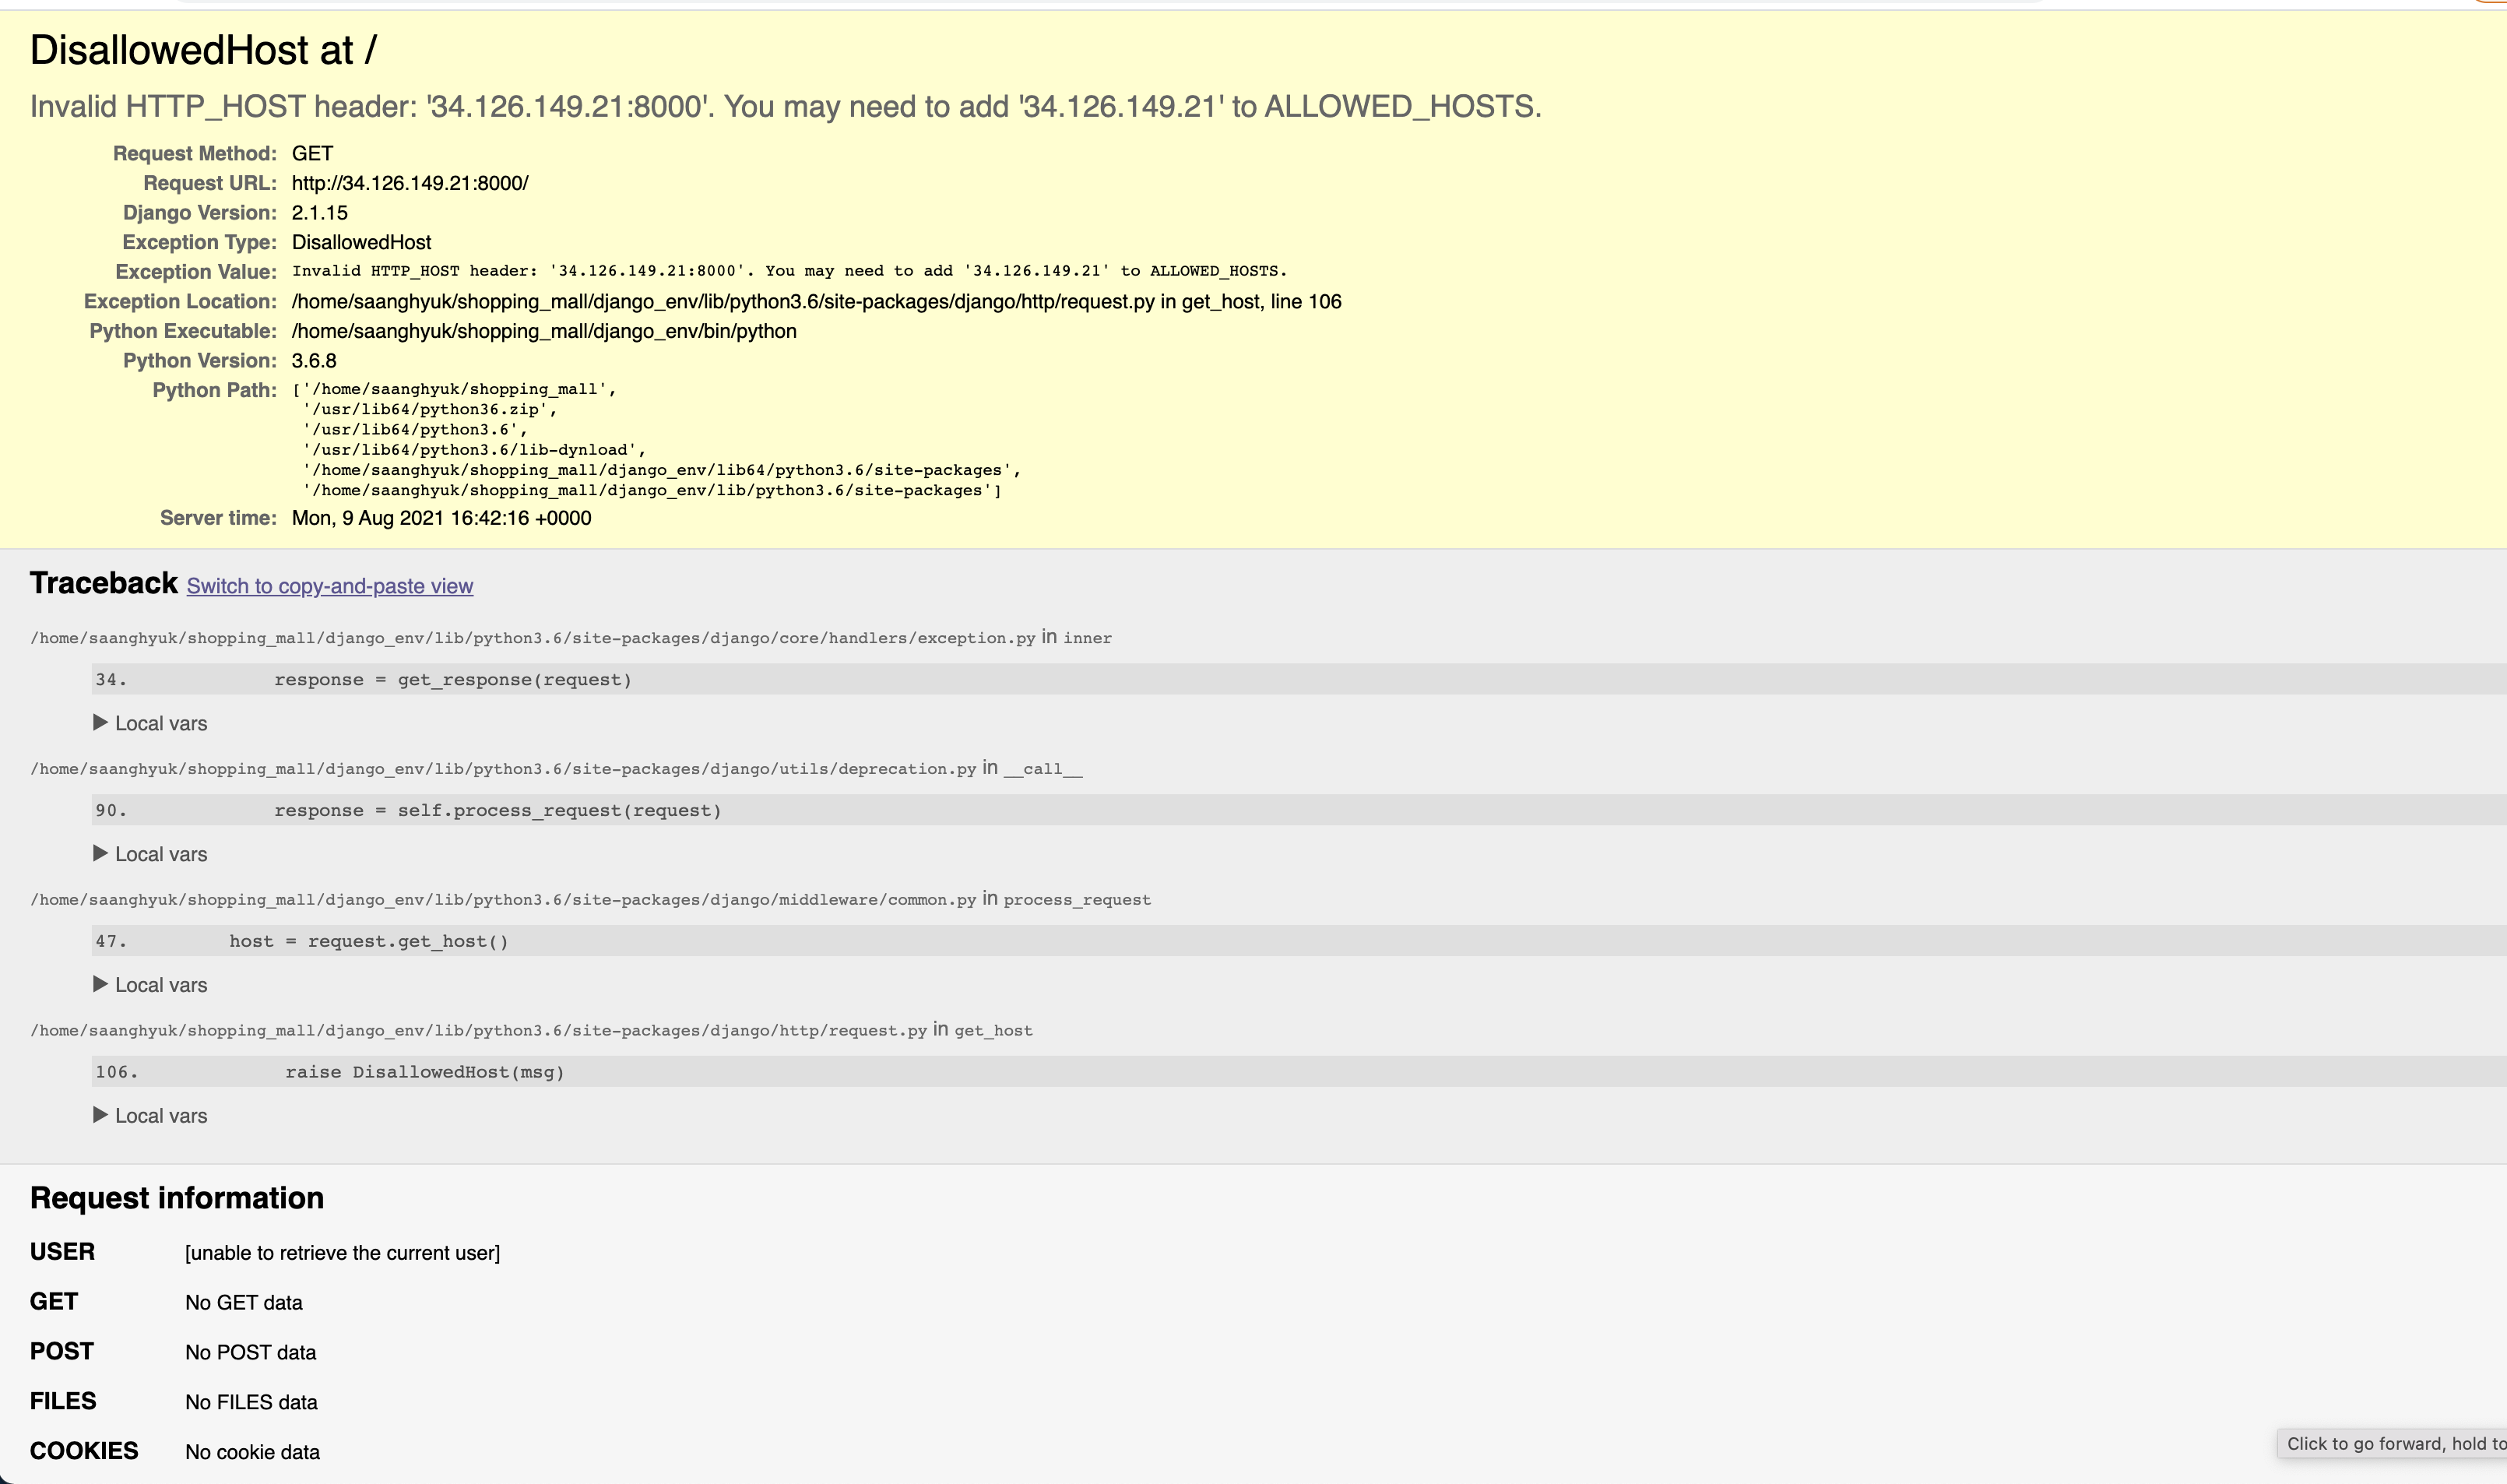 DisallowedHost at /
Invalid HTTP_HOST header: '34.126.149.21:8000'. You may need to add '34.126.149.21' to ALLOWED_HOSTS.
Request Method: GET
Request URL: http://34.126.149.21:8000/
Django Version: 2.1.15
Exception Type: DisallowedHost
Exception Value: Invalid HTTP_HOST header: '34.126.149.21:8000'. You may need to add '34.126.149.21' to ALLOWED_HOSTS.
Exception Location: /home/saanghyuk/shopping_mall/django_env/lib/python3.6/site-packages/django/http/request.py in get_host, line 106
Python Executable: /home/saanghyuk/shopping_mall/django_env/bin/python
Python Version: 3.6.8
Python Path: ['/home/saanghyuk/shopping_mall',
'/usr/lib64/python36.zip',
'/usr/lib64/python3.6',
'/usr/lib64/python3.6/lib-dynload',
'/home/saanghyuk/shopping_mall/django_env/lib64/python3.6/site-packages',
'/home/saanghyuk/shopping_mall/django_env/lib/python3.6/site-packages']
Server time: Mon, 9 Aug 2021 16:42:16 +0000
Traceback Switch to copy-and-paste view
/home/saanghyuk/shopping_mall/django_env/lib/python3.6/site-packages/django/core/handlers/exception.py in inner
34. response = get_response(request)
▶ Local vars
/home/saanghyuk/shopping_mall/django_env/lib/python3.6/site-packages/django/utils/deprecation.py in __call__
90. response = self.process_request(request)
▶ Local vars
/home/saanghyuk/shopping_mall/django_env/lib/python3.6/site-packages/django/middleware/common.py in process_request
47. host = request.get_host()
▶ Local vars
/home/saanghyuk/shopping_mall/django_env/lib/python3.6/site-packages/django/http/request.py in get_host
106. raise DisallowedHost(msg)
▶ Local vars
Request information
USER [unable to retrieve the current user]
GET No GET data
POST No POST data
FILES No FILES data
COOKIES No cookie data
Click to go forward, hold to